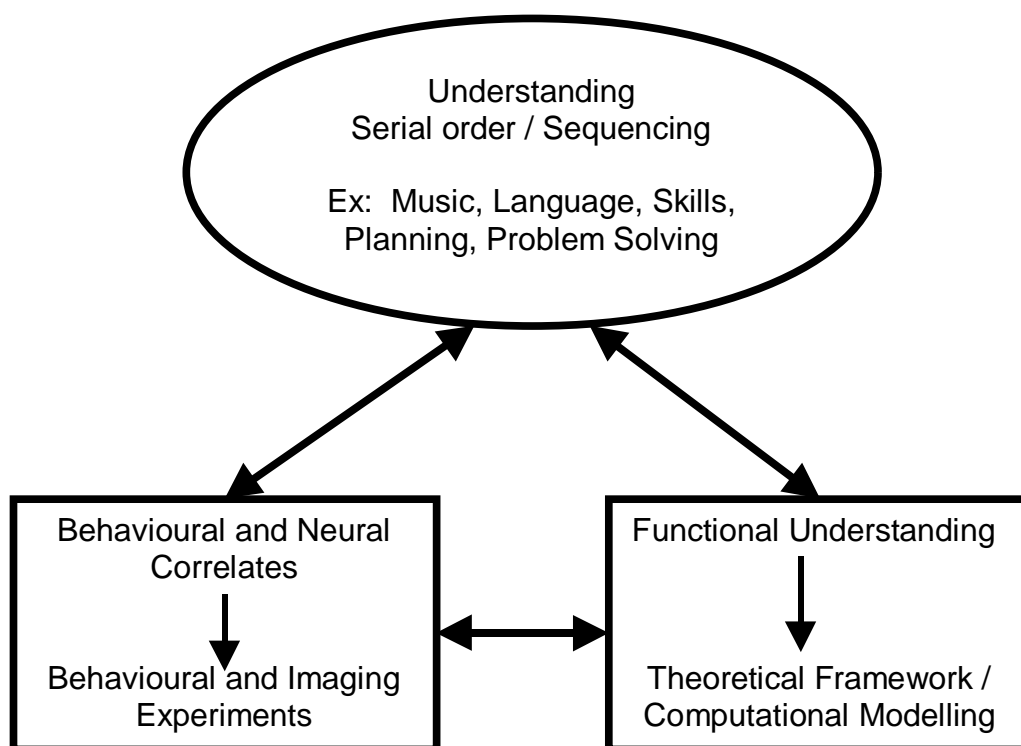 Understanding
Serial order / Sequencing
Ex:  Music, Language, Skills,
Planning, Problem Solving
Behavioural and Neural
Correlates
Behavioural and Imaging
Experiments
Functional Understanding
Theoretical Framework /
Computational Modelling